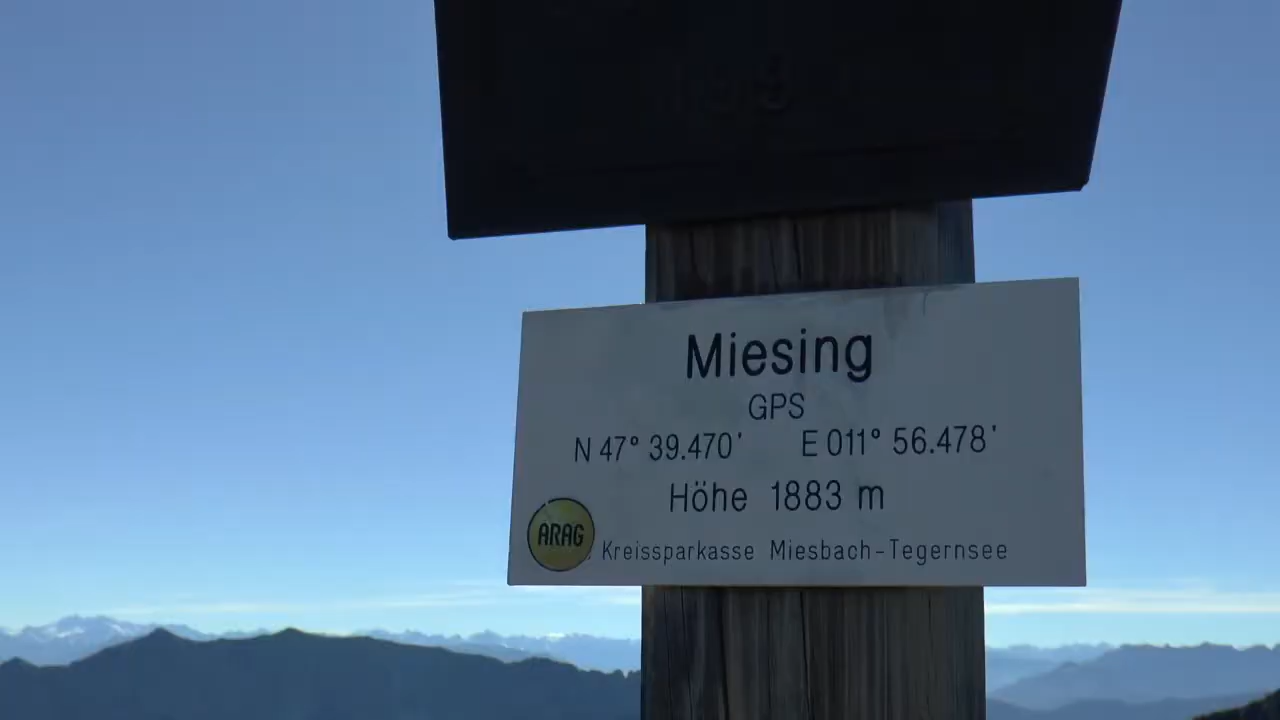 Miesing
GPS
N 47° 39.470' E 011° 56.478'
Höhe 1883 m
ARAG
Kreissparkasse Miesbach-Tegernsee